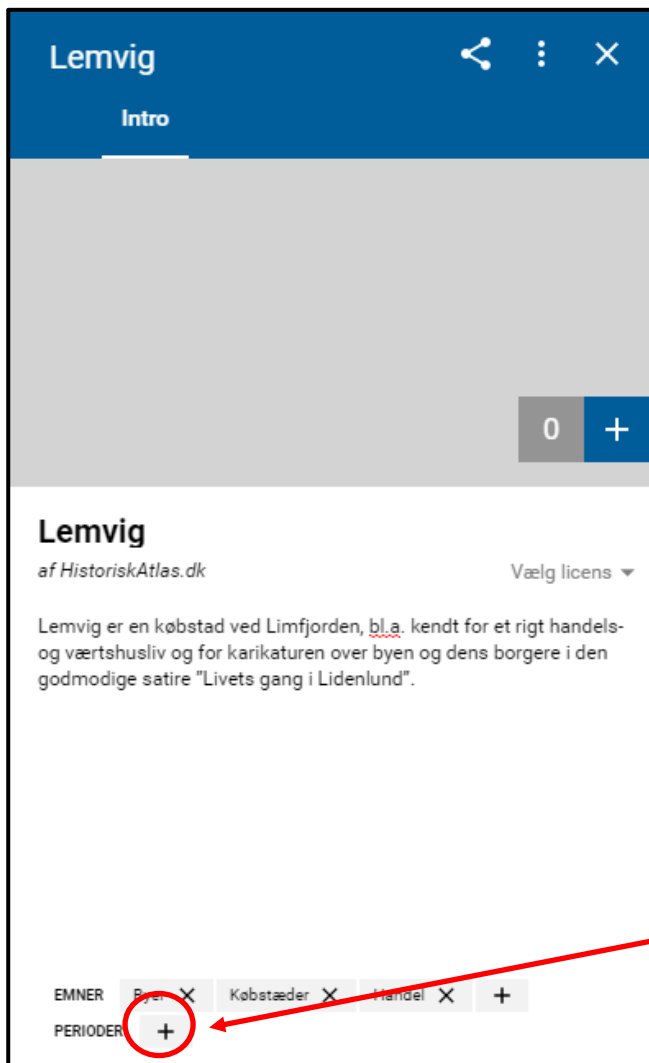 Lemvig
Intro
0 +
Lemvig
af HistoriskAtlas.dk
Vælg licens
Lemvig er en købstad ved Limfjorden, bl.a. kendt for et rigt handels-
og værtshusliv og for karikaturen over byen og dens borgere i den
godmodige satire "Livets gang i Lidenlund".
EMNER Byer X Købstæder X Handel X +
PERIODER +